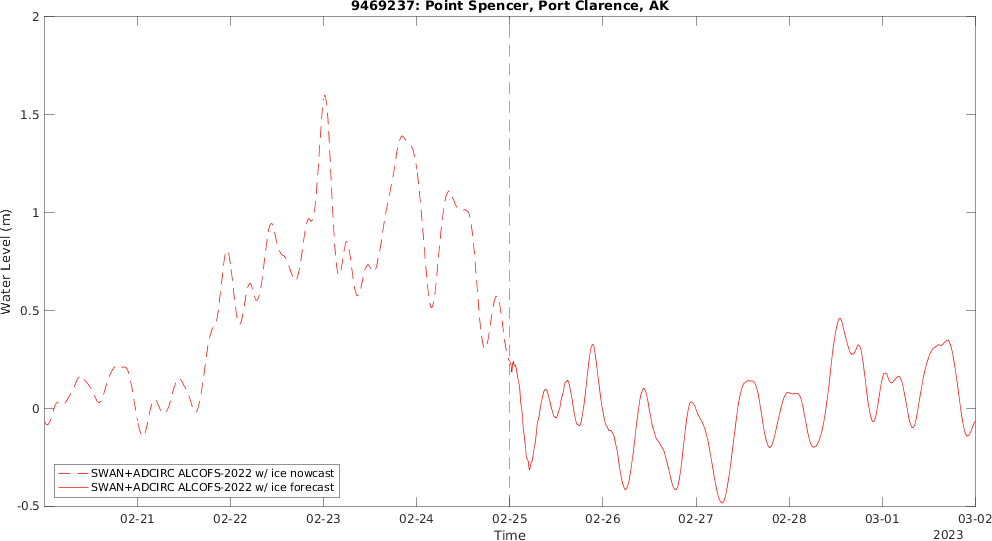 9469237: Point Spencer, Port Clarence, AK
2
1.5
1
0.5
0
-0.5
Water Level (m)
SWAN+ADCIRC ALCOFS-2022 w/ ice nowcast
SWAN+ADCIRC ALCOFS-2022 w/ ice forecast
02-21 02-22 02-23 02-24 02-25 02-26 02-27 02-28 03-01 03-02
Time
2023